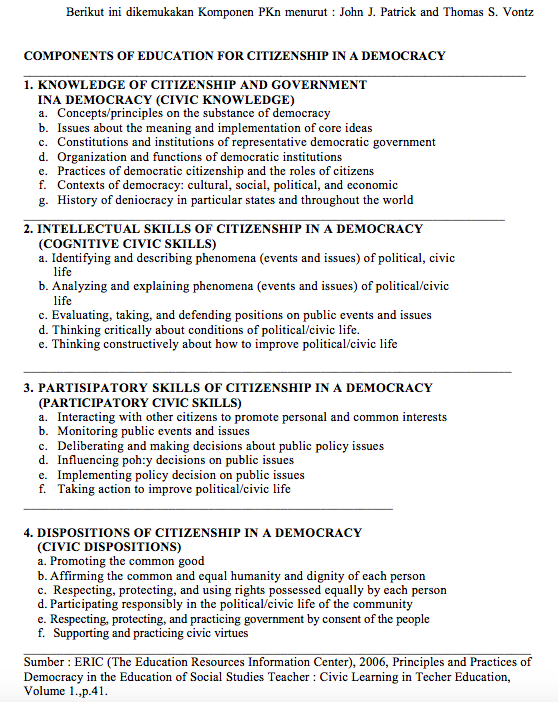 Berikut ini dikemukakan Komponen PKn menurut : John J. Patrick and Thomas S. Vontz
COMPONENTS OF EDUCATION FOR CITIZENSHIP IN A DEMOCRACY
1. KNOWLEDGE OF CITIZENSHIP AND GOVERNMENT
INA DEMOCRACY (CIVIC KNOWLEDGE)
a. Concepts/principles on the substance of democracy
b. Issues about the meaning and implementation of core ideas
c. Constitutions and institutions of representative democratic government
d. Organization and functions of democratic institutions
e. Practices of democratic citizenship and the roles of citizens
f. Contexts of democracy: cultural, social, political, and economic
g. History of deniocracy in particular states and throughout the world
2. INTELLECTUAL SKILLS OF CITIZENSHIP IN A DEMOCRACY
(COGNITIVE CIVIC SKILLS)
a. Identifying and describing phenomena (events and issues) of political, civic
life
b. Analyzing and explaining phenomena (events and issues) of political/civic
life
c. Evaluating, taking, and defending positions on public events and issues
d. Thinking critically about conditions of political/civic life.
e. Thinking constructively about how to improve political/civic life
3. PARTISIPATORY SKILLS OF CITIZENSHIP IN A DEMOCRACY
(PARTICIPATORY CIVIC SKILLS)
a. Interacting with other citizens to promote personal and common interests
b. Monitoring public events and issues
c. Deliberating and making decisions about public policy issues
d. Influencing poh:y decisions on public issues
e. Implementing policy decision on public issues
f. Taking action to improve political/civic life
4. DISPOSITIONS OF CITIZENSHIP IN A DEMOCRACY
(CIVIC DISPOSITIONS)
a. Promoting the common good
b. Affirming the common and equal humanity and dignity of each person
c. Respecting, protecting, and using rights possessed equally by each person
d. Participating responsibly in the political/civic life of the community
e. Respecting, protecting, and practicing government by consent of the people
f. Supporting and practicing civic virtues
Sumber : ERIC (The Education Resources Information Center), 2006, Principles and Practices of
Democracy in the Education of Social Studies Teacher : Civic Learning in Techer Education,
Volume 1.,p.41.